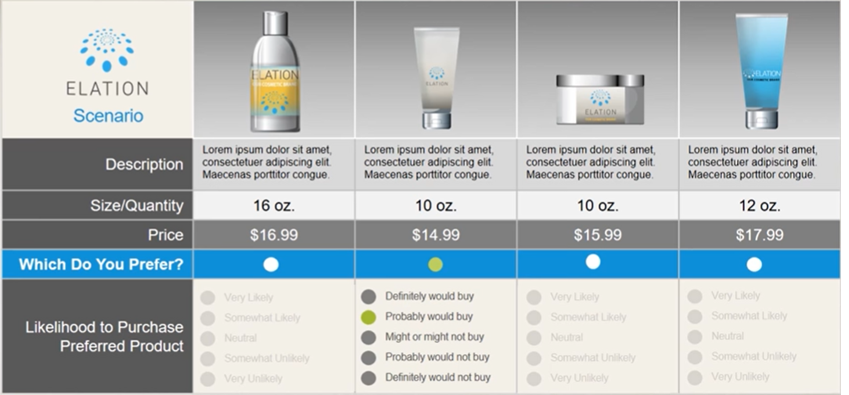 ELATION
Scenario
ELATION
ELATION
ELATION
ELATION
Description
Lorem ipsum dolor sit amet,
consectetuer adipiscing elit.
Maecenas porttitor congue.
Lorem ipsum dolor sit amet,
consectetuer adipiscing elit.
Maecenas porttitor congue.
Lorem ipsum dolor sit amet,
consectetuer adipiscing elit.
Maecenas porttitor congue.
Lorem ipsum dolor sit amet,
consectetuer adipiscing elit.
Maecenas porttitor congue.
Size/Quantity
16 oz.
10 oz.
10 oz.
12 oz.
Price
$16.99
$14.99
$15.99
$17.99
Which Do You Prefer?
Likelihood to Purchase
Preferred Product
Very Likely
Somewhat Likely
Neutral
Somewhat Unlikely
Very Unlikely
Definitely would buy
Probably would buy
Might or might not buy
Probably would not buy
Definitely would not buy
Very Likely
Somewhat Likely
Neutral
Somewhat Unlikely
Very Unlikely
Very Likely
Somewhat Likely
Neutral
Somewhat Unlikely
Very Unlikely